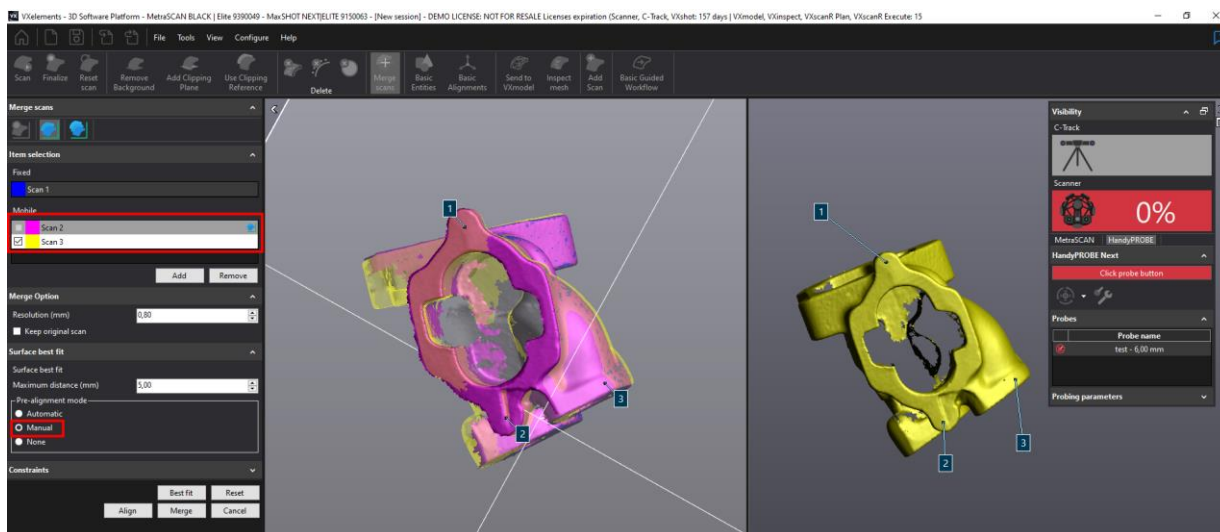 VXelements - 3D Software Platform - MetraSCAN BLACK | Elite 9390049 - MaxSHOT NEXT|ELITE 9150063 - [New session] - DEMO LICENSE: NOT FOR RESALE Licenses expiration (Scanner, C-Track, VXshot: 157 days | VXmodel, VXinspect, VXscanR Plan, VXscanR Execute: 15
File Tools View Configure Help
Scan Finalize Reset scan Remove Background Add Clipping Plane Use Clipping Reference Delete Merge scans Basic Entities Basic Alignments Send to VXmodel Inspect mesh Add Scan Basic Guided Workflow
Merge scans
Item selection
Fixed
Scan 1
Mobile
Scan 2
Scan 3
Add Remove
Merge Option
Resolution (mm) 0,80
Keep original scan
Surface best fit
Surface best fit
Maximum distance (mm) 5,00
Pre-alignment mode
Automatic
Manual
None
Constraints
Best fit Reset
Align Merge Cancel
1
2
3
1
2
3
Visibility
C-Track
Scanner
0%
MetraSCAN HandyPROBE
HandyPROBE Next
Click probe button
Probes
Probe name
test - 6,00 mm
Probing parameters